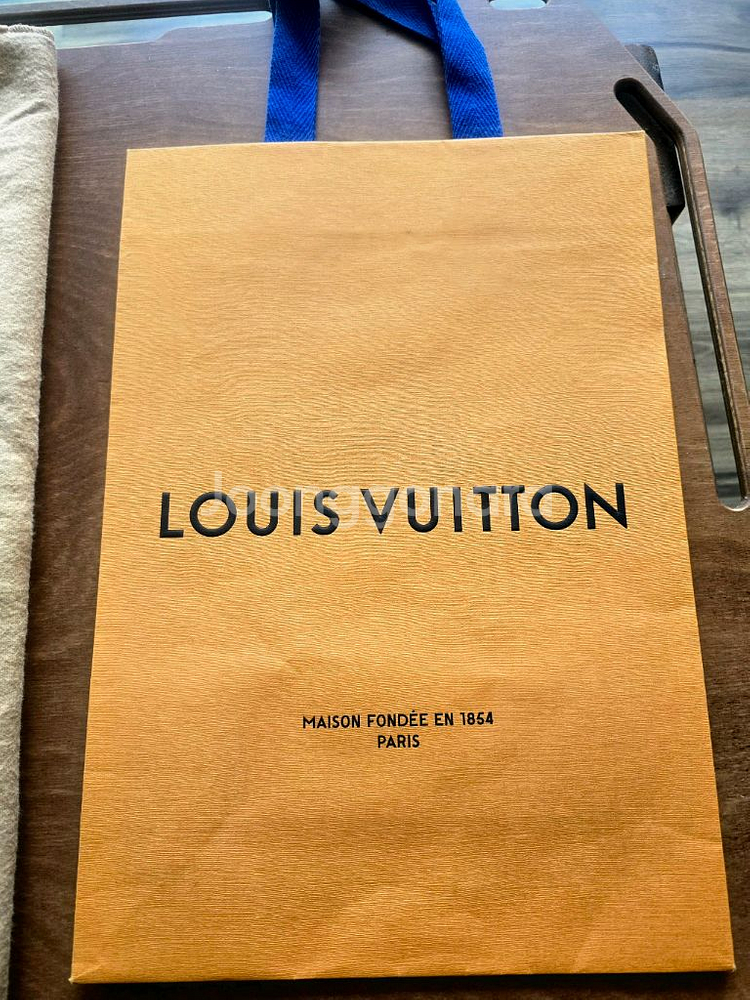 LOUIS VUITTON
MAISON FONDÉE EN 1854
PARIS